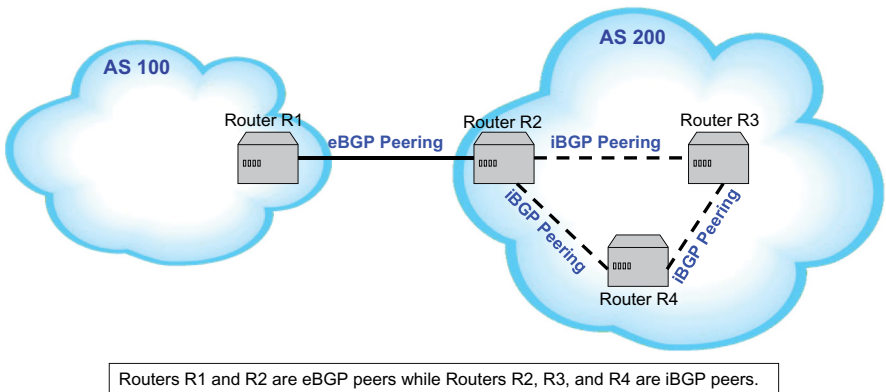 AS 100
AS 200
Router R1
Router R2
Router R3
eBGP Peering
iBGP Peering
iBGP Peering
iBGP Peering
Router R4
Routers R1 and R2 are eBGP peers while Routers R2, R3, and R4 are iBGP peers.